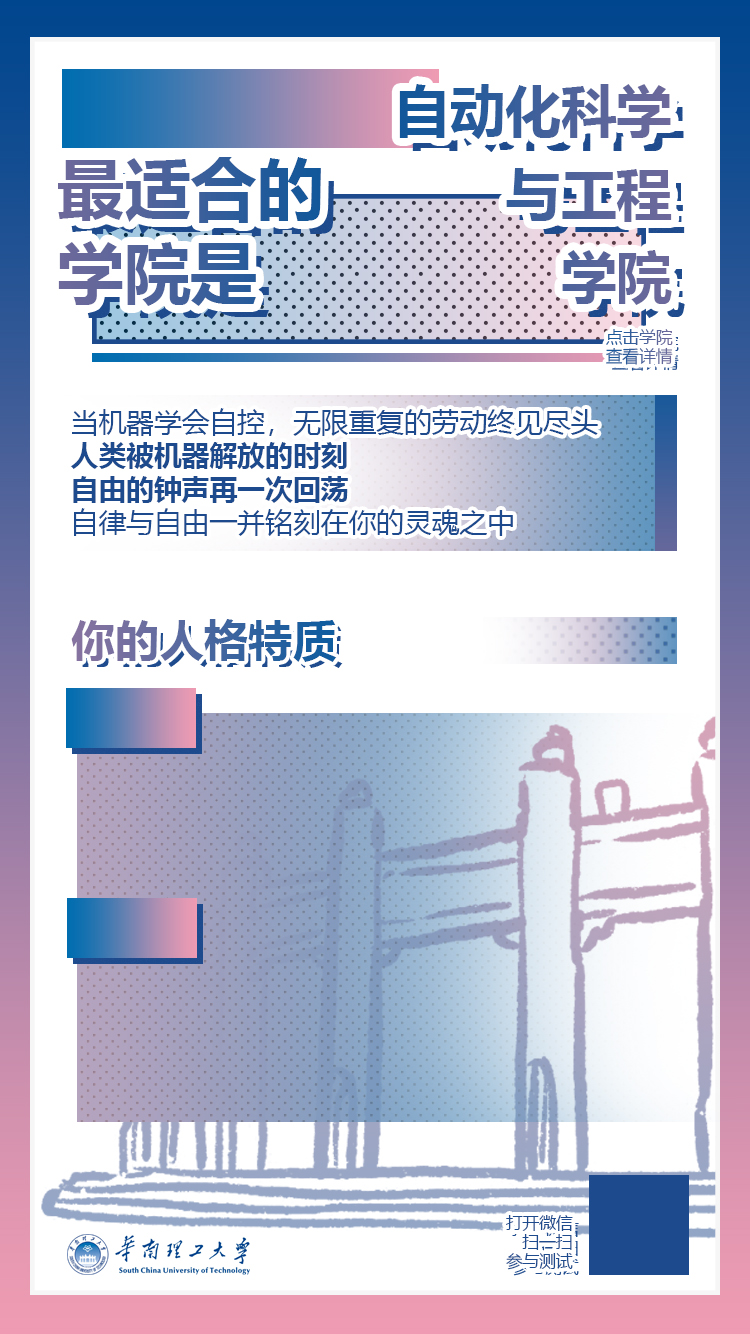 最适合的
学院是
自动化科学
与工程
学院
点击学院
查看详情
当机器学会自控，无限重复的劳动终见尽头
人类被机器解放的时刻
自由的钟声再一次回荡
自律与自由一并铭刻在你的灵魂之中
你的人格特质
華南理工大学
South China University of Technology
打开微信
扫一扫
参与测试